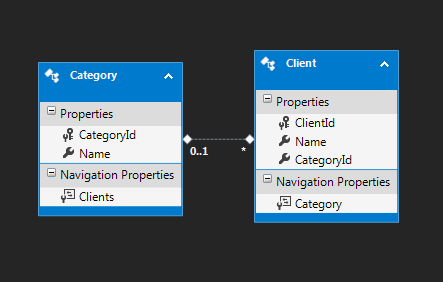 Category
Properties
CategoryId
Name
Navigation Properties
Clients
0..1
*
Client
Properties
ClientId
Name
CategoryId
Navigation Properties
Category